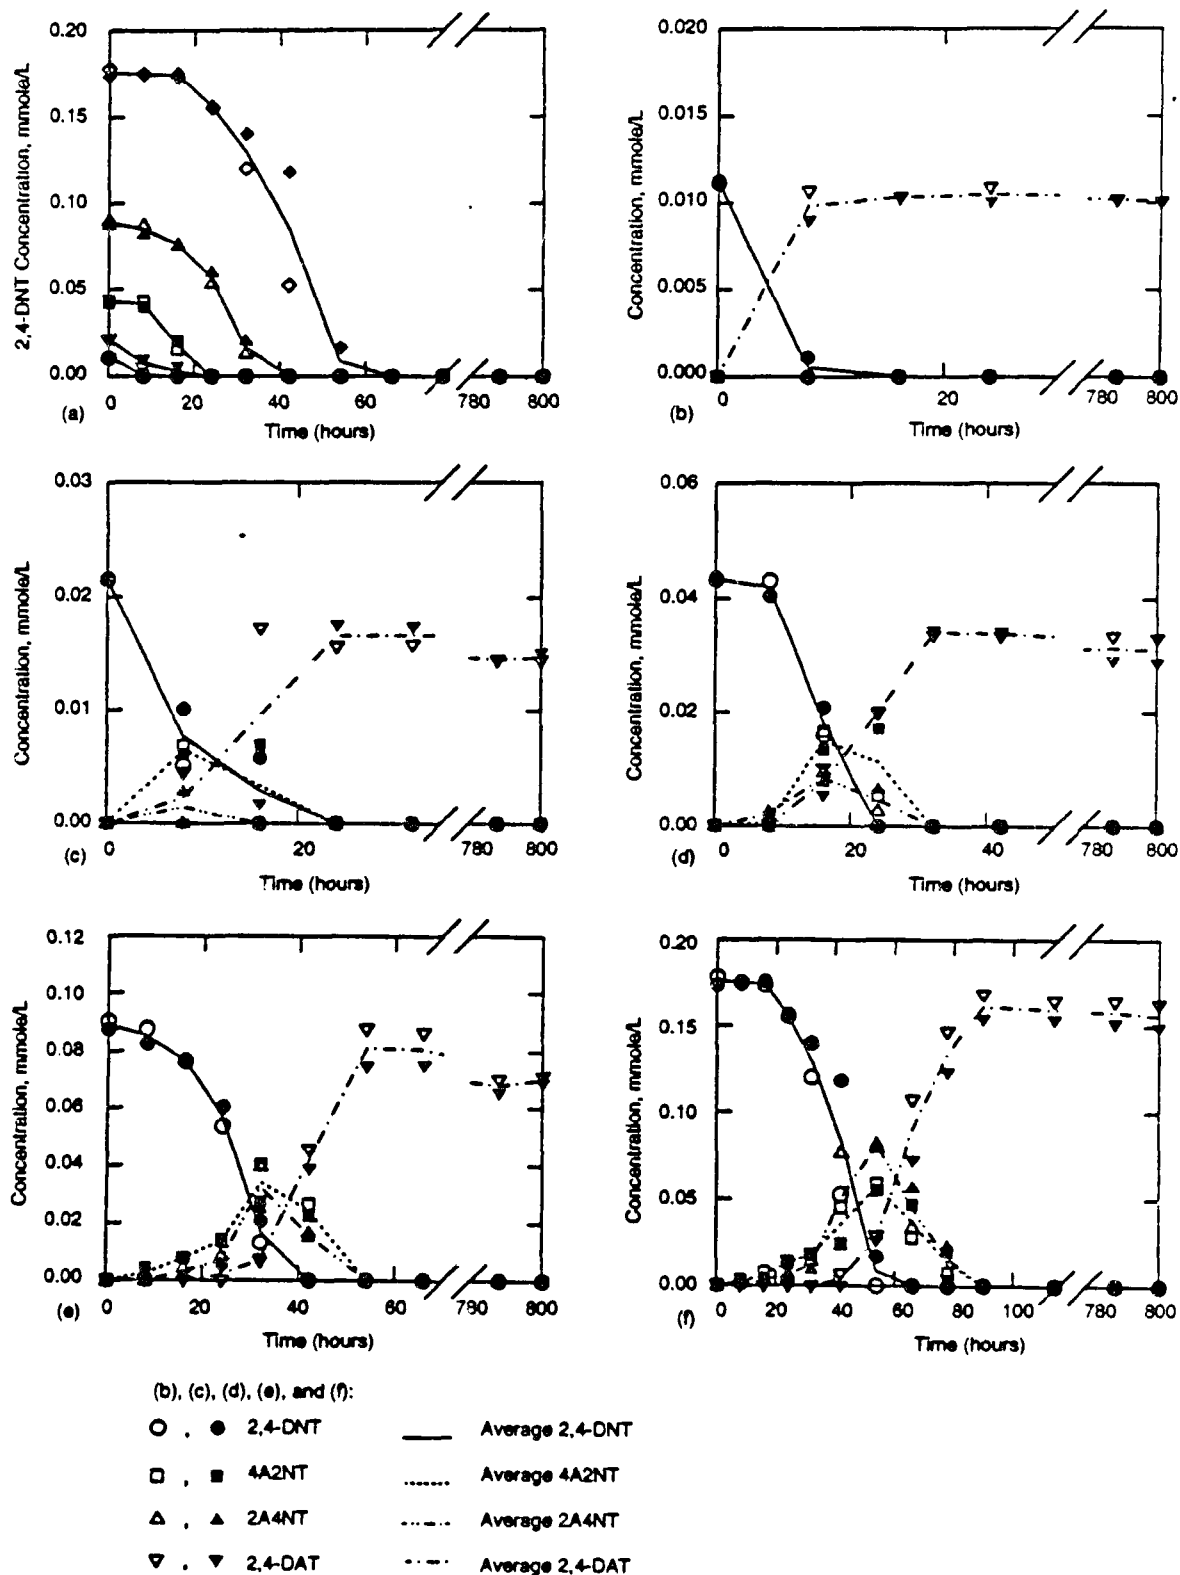 0.20
0.15
0.10
0.05
0.00
2,4-DNT Concentration, mmole/L
0 20 40 60 780 800
(a)
Time (hours)
0.020
0.015
0.010
0.005
0.000
Concentration, mmole/L
0 20 780 800
(b)
Time (hours)
0.03
0.02
0.01
0.00
Concentration, mmole/L
0 20 780 800
(c)
Time (hours)
0.06
0.04
0.02
0.00
Concentration, mmole/L
0 20 40 780 800
(d)
Time (hours)
0.12
0.10
0.08
0.06
0.04
0.02
0.00
Concentration, mmole/L
0 20 40 60 780 800
(e)
Time (hours)
0.20
0.15
0.10
0.05
0.00
Concentration, mmole/L
0 20 40 60 80 100 780 800
(f)
Time (hours)
(b), (c), (d), (e), and (f):
, 2,4-DNT Average 2,4-DNT
, 4A2NT Average 4A2NT
, 2A4NT Average 2A4NT
, 2,4-DAT Average 2,4-DAT